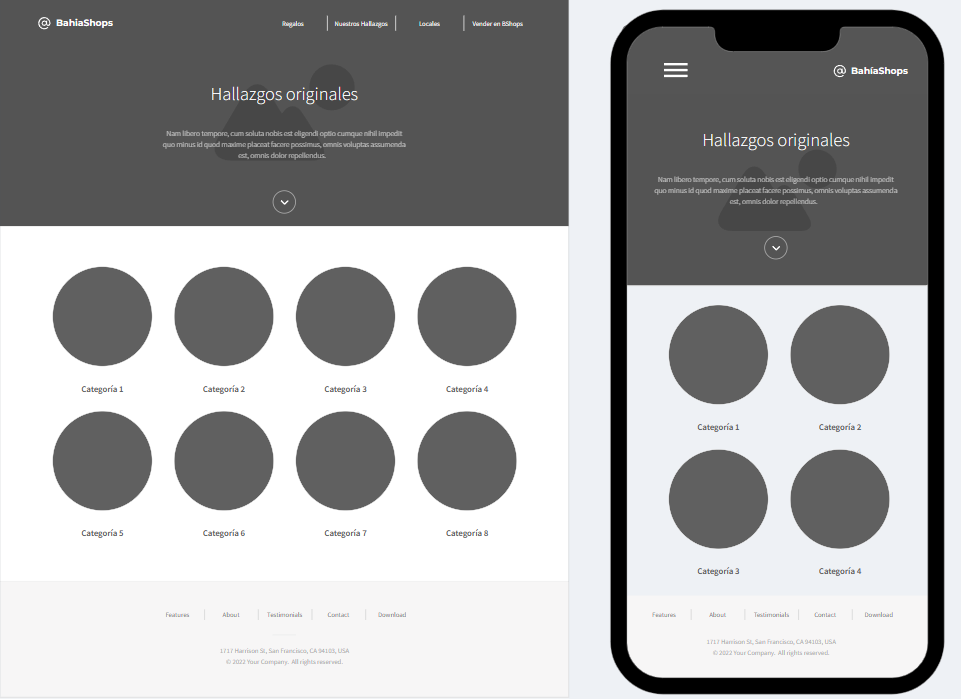 BahiaShops
Regalos
Nuestros Hallazgos
Locales
Vender en BShops
Hallazgos originales
Nam libero tempore, cum soluta nobis est eligendi optio cumque nihil impedit
quo minus id quod maxime placeat facere possimus, omnis voluptas assumenda
est, omnis dolor repellendus.
Categoría 1
Categoría 2
Categoría 3
Categoría 4
Categoría 5
Categoría 6
Categoría 7
Categoría 8
Features
About
Testimonials
Contact
Download
1717 Harrison St, San Francisco, CA 94103, USA
© 2022 Your Company. All rights reserved.
BahíaShops
Hallazgos originales
Nam libero tempore, cum soluta nobis est eligendi optio cumque nihil impedit
quo minus id quod maxime placeat facere possimus, omnis voluptas assumenda
est, omnis dolor repellendus.
Categoría 1
Categoría 2
Categoría 3
Categoría 4
Features
About
Testimonials
Contact
Download
1717 Harrison St, San Francisco, CA 94103, USA
© 2022 Your Company. All rights reserved.